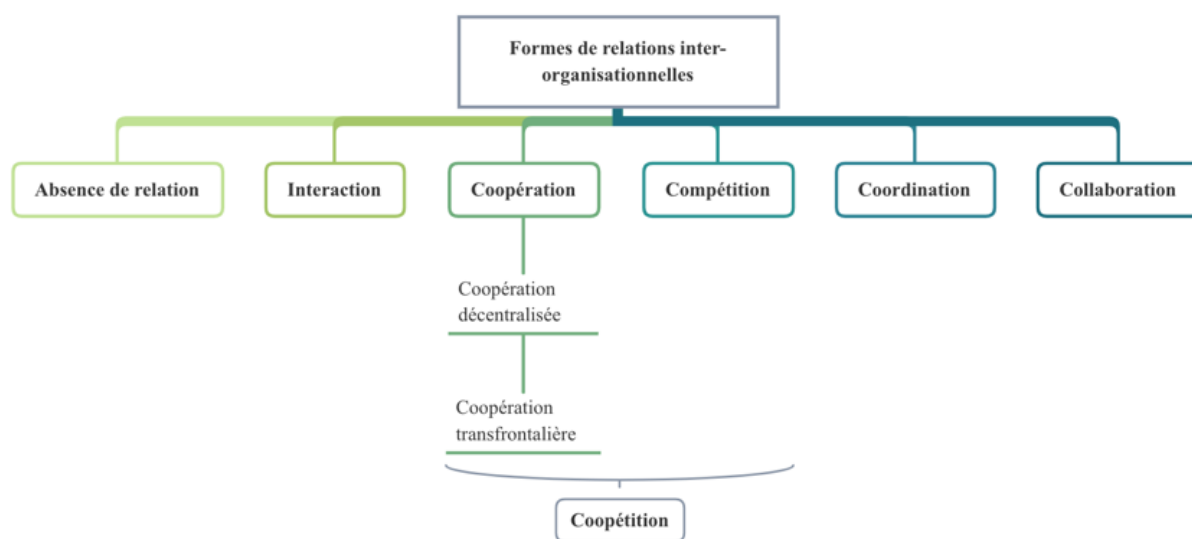 Formes de relations inter-
organisationnelles
Absence de relation
Interaction
Coopération
Compétition
Coordination
Collaboration
Coopération
décentralisée
Coopération
transfrontalière
Coopétition